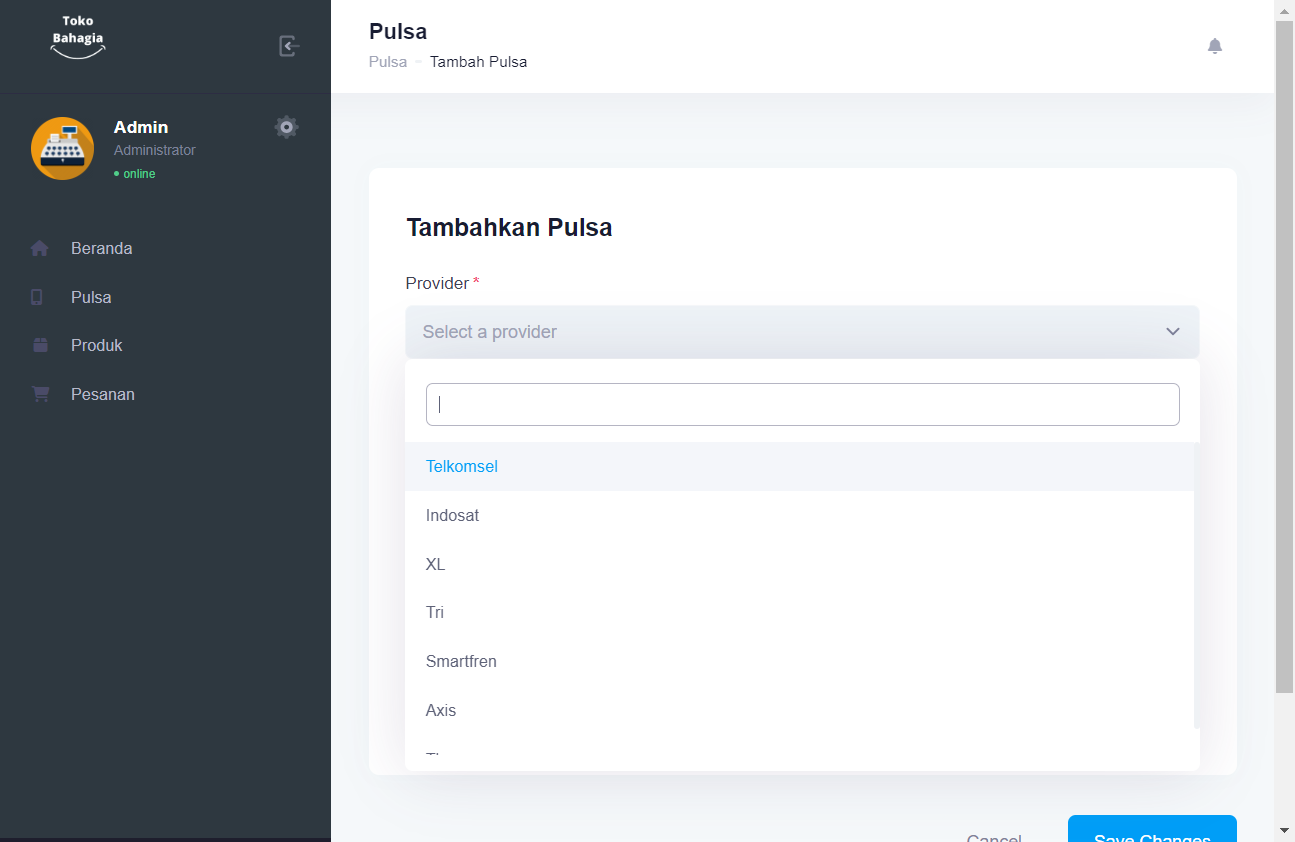 Toko
Bahagia
Pulsa
Pulsa - Tambah Pulsa
Admin
Administrator
• online
Beranda
Pulsa
Produk
Pesanan
Tambahkan Pulsa
Provider *
Select a provider
Telkomsel
Indosat
XL
Tri
Smartfren
Axis
Cancel
Save Changes